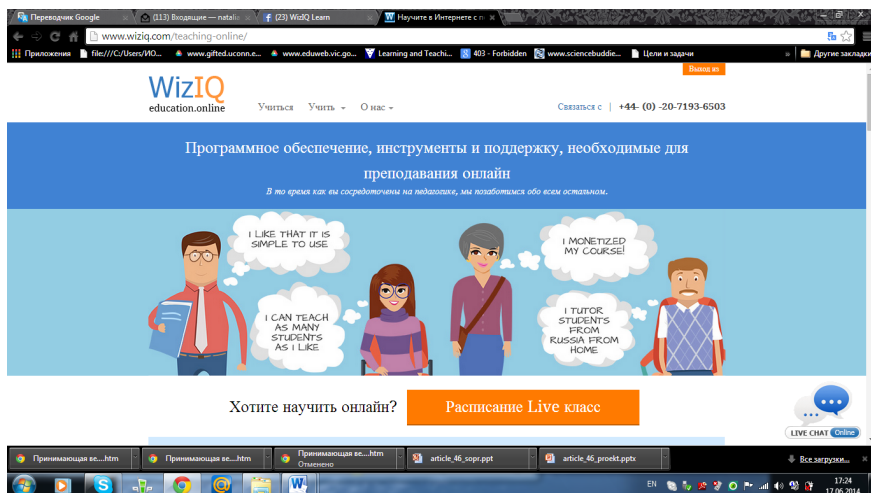 Переводчик Google
(113) Входящие — natalia
(23) WizIQ Learn
Научите в Интернете с п
www.wiziq.com/teaching-online/
Приложения
file:///C:/Users/ИО...
www.gifted.uconn.e...
www.eduweb.vic.go...
Learning and Teachi...
403 - Forbidden
www.sciencebuddie...
Цели и задачи
»
Другие закладки
Выход из
WizIQ
education.online
Учиться
Учить
О нас
Связаться с | +44- (0) -20-7193-6503
Программное обеспечение, инструменты и поддержку, необходимые для
преподавания онлайн
В то время как вы сосредоточены на педагогике, мы позаботимся обо всем остальном.
I LIKE THAT IT IS
SIMPLE TO USE
I CAN TEACH
AS MANY
STUDENTS
AS I LIKE
I MONETIZED
MY COURSE!
I TUTOR
STUDENTS
FROM
RUSSIA FROM
HOME
Хотите научить онлайн?
Расписание Live класс
LIVE CHAT Online
Принимающая ве....htm
Принимающая ве....htm
Принимающая ве....htm
Отменено
article_46_sopr.ppt
article_46_proekt.pptx
Все загрузки...
EN
17:24
17.06.2014